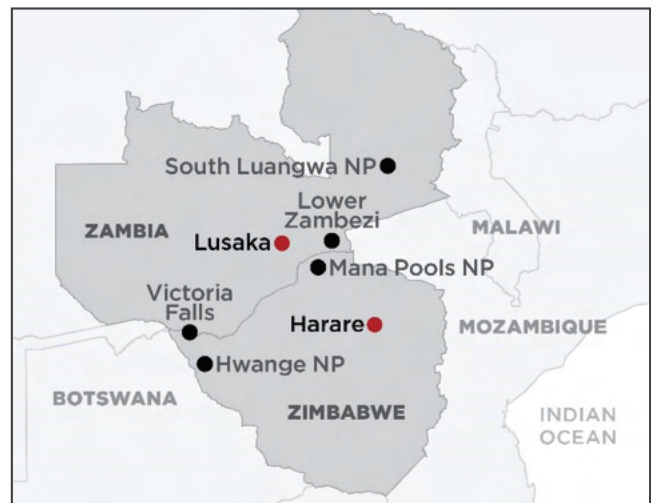 South Luangwa NP
Lower
Zambezi
ZAMBIA
MALAWI
Lusaka
Mana Pools NP
Victoria
Falls
Harare
MOZAMBIQUE
Hwange NP
BOTSWANA
ZIMBABWE
INDIAN
OCEAN